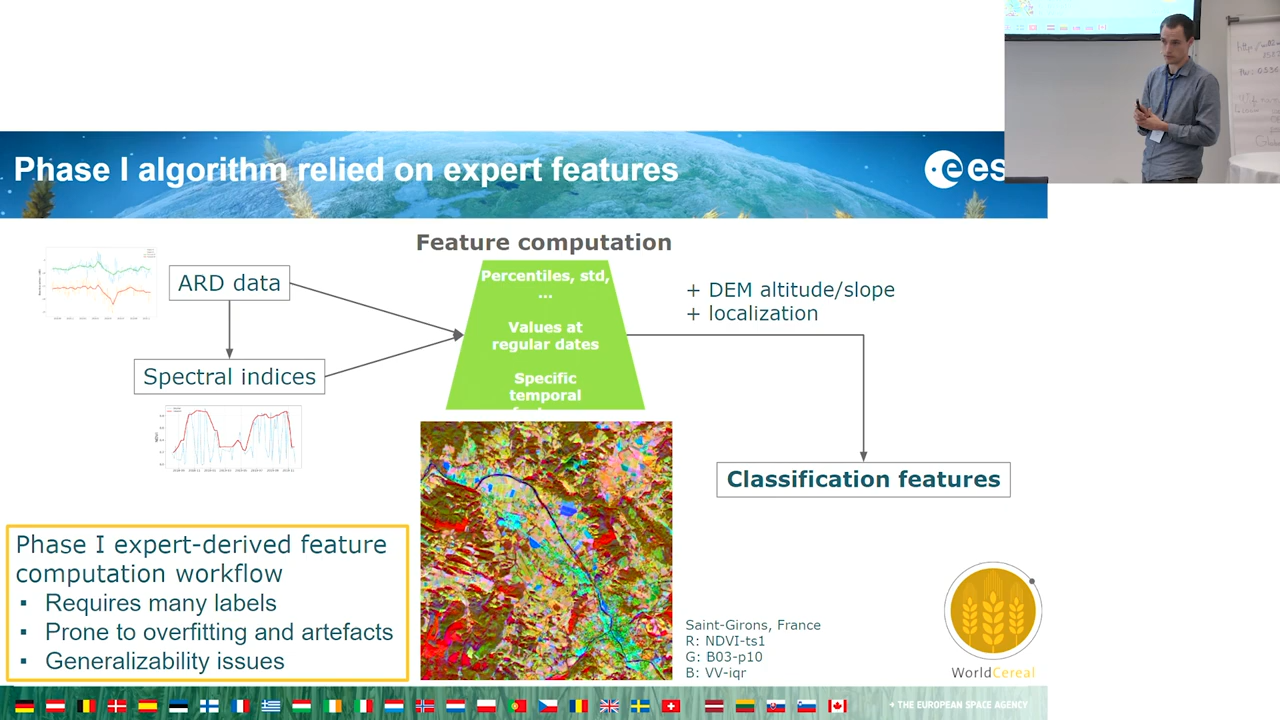 Phase I algorithm relied on expert features
es
Feature computation
ARD data
Spectral indices
Percentiles, std,
...
Values at
regular dates
Specific
temporal
+ DEM altitude/slope
+ localization
Classification features
Phase I expert-derived feature
computation workflow
▪ Requires many labels
▪ Prone to overfitting and artefacts
▪ Generalizability issues
Saint-Girons, France
R: NDVI-ts1
G: B03-p10
B: VV-iqr
WorldCereal
→ THE EUROPEAN SPACE AGENCY